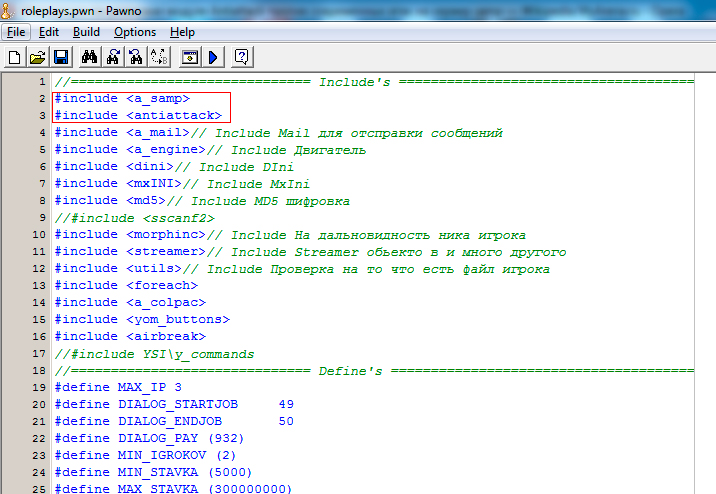 roleplays.pwn - Pawno
File Edit Build Options Help
1 //============================== Include's =====================================
2 #include <a_samp>
3 #include <antiattack>
4 #include <a_mail>// Include Mail для отсправки сообщений
5 #include <a_engine>// Include Двигатель
6 #include <dini>// Include DIni
7 #include <mxINI>// Include MxIni
8 #include <md5>// Include MD5 шифровка
9 //#include <sscanf2>
10 #include <morphinc>// Include На дальновидность ника игрока
11 #include <streamer>// Include Streamer обьекто в и много другого
12 #include <utils>// Include Проверка на то что есть файл игрока
13 #include <foreach>
14 #include <a_colpac>
15 #include <yom_buttons>
16 #include <airbreak>
17 //#include YSI\y_commands
18 //============================== Define's ======================================
19 #define MAX_IP 3
20 #define DIALOG_STARTJOB 49
21 #define DIALOG_ENDJOB 50
22 #define DIALOG_PAY (932)
23 #define MIN_IGROKOV (2)
24 #define MIN_STAVKA (5000)
25 #define MAX_STAVKA (300000000)